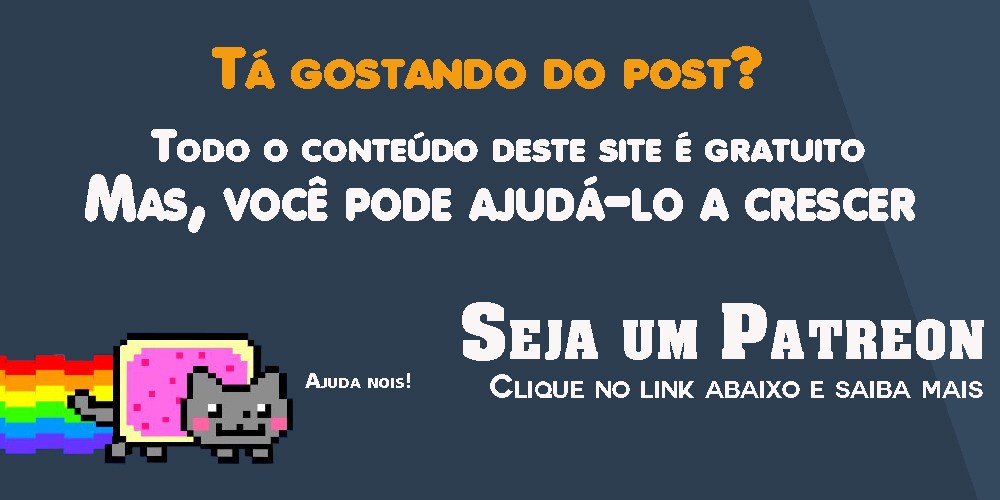 Tá gostando do post?
Todo o conteúdo deste site é gratuito
Mas, você pode ajudá-lo a crescer
Seja um Patreon
Ajuda nois!
Clique no link abaixo e saiba mais